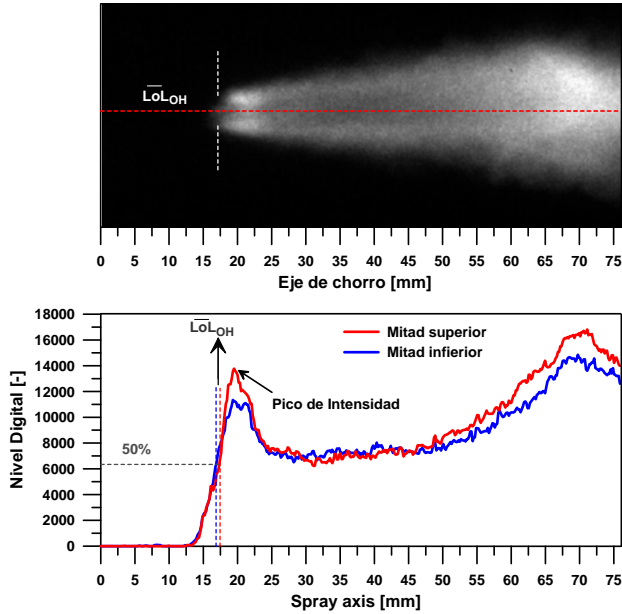 L̅o̅L̅OH
0 5 10 15 20 25 30 35 40 45 50 55 60 65 70 75
Eje de chorro [mm]
18000
16000
14000
12000
10000
8000
6000
4000
2000
0
Nivel Digital [-]
L̅o̅L̅OH
Mitad superior
Mitad infierior
Pico de Intensidad
50%
0 5 10 15 20 25 30 35 40 45 50 55 60 65 70 75
Spray axis [mm]